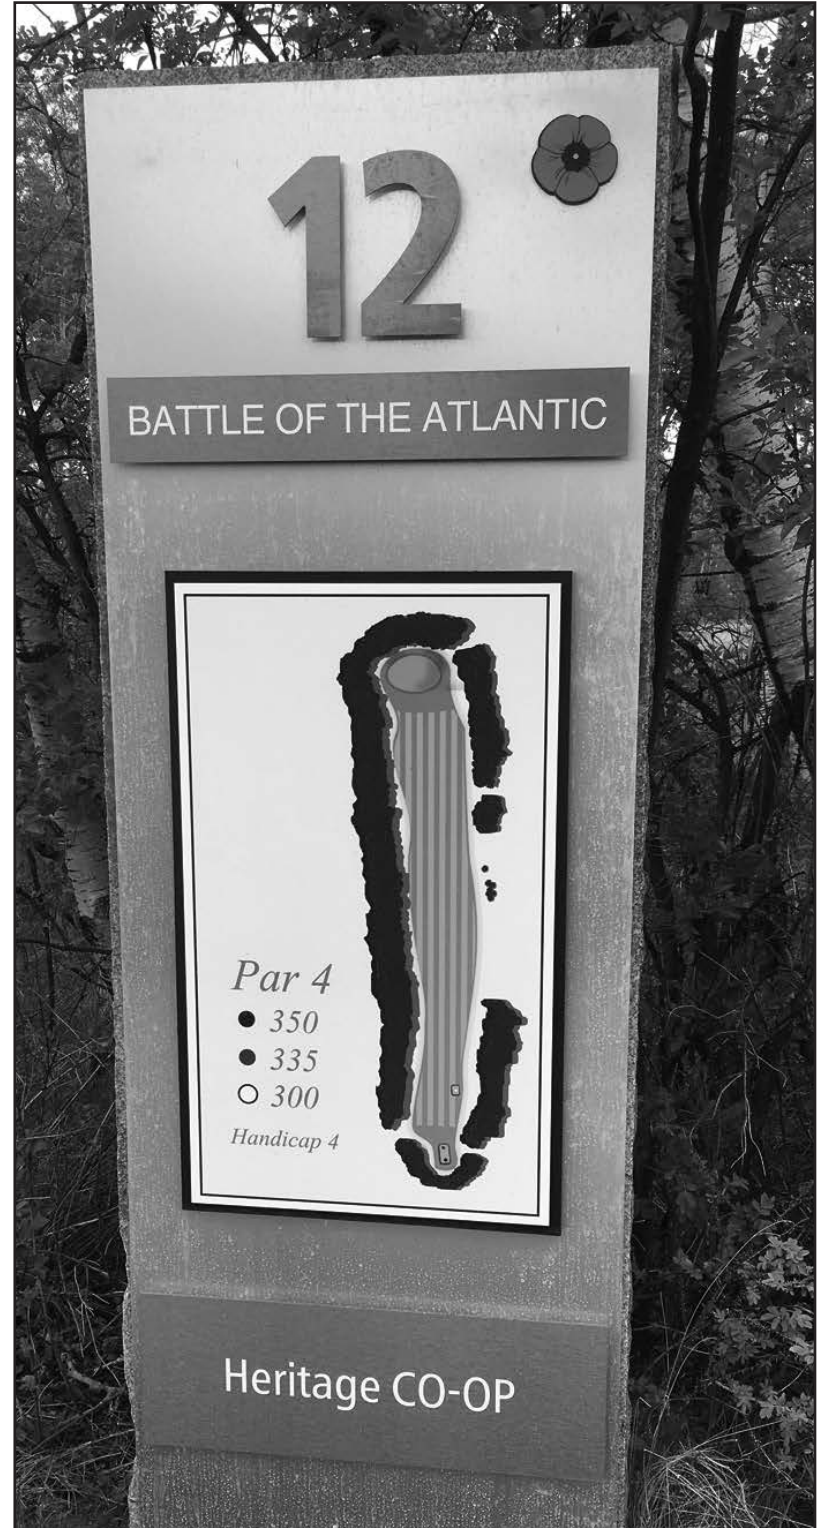 12
BATTLE OF THE ATLANTIC
Par 4
350
335
300
Handicap 4
Heritage CO-OP